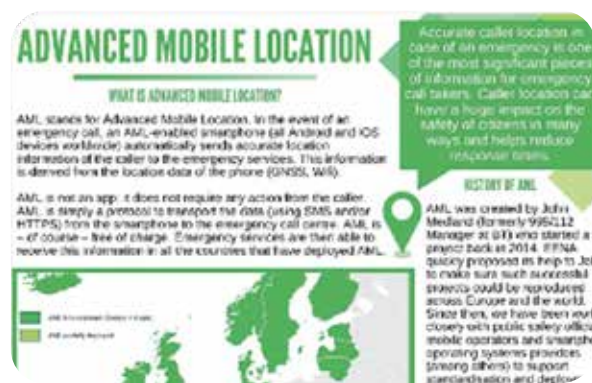 ADVANCED MOBILE LOCATION
WHAT IS ADVANCED MOBILE LOCATION?
AML stands for Advanced Mobile Location. In the event of an
emergency call, an AML-enabled smartphone (all Android and iOS
devices worldwide) automatically sends accurate location
information of the caller to the emergency services. This information
is derived from the location data of the phone (GNSS, Wifi).
AML is not an app: it does not require any action from the caller.
AML is simply a protocol to transport the data (using SMS and/or
HTTPS) from the smartphone to the emergency call centre. AML is
– of course – free of charge. Emergency services are then able to
receive this information in all the countries that have deployed AML.
Accurate caller location in
case of an emergency is one
of the most significant pieces
of information for emergency
call takers. Caller location can
have a huge impact on the
safety of citizens in many
ways and helps reduce
response times.
HISTORY OF AML
AML was created by John
Medland (formerly 999/112
Manager at BT) who started a
project back in 2014. EENA
quickly proposed its help to Jo
to make sure such successful
projects could be reproduced
across Europe and the world.
Since then, we have been work
closely with public safety officia
mobile operators and smartpho
operating systems providers
(among others) to support
standardisation and deploy